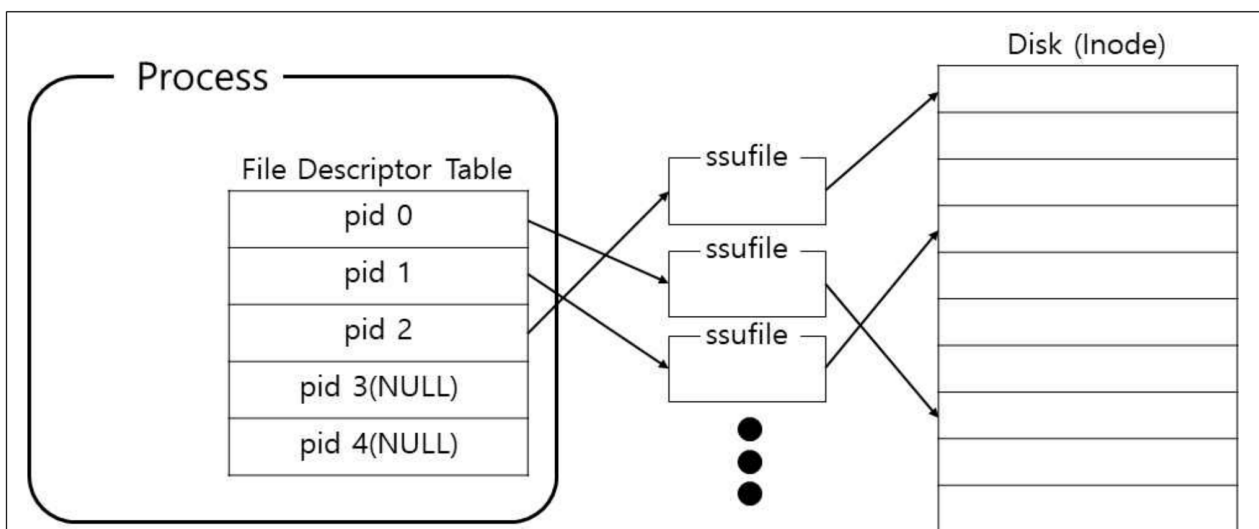 Process
File Descriptor Table
pid 0
pid 1
pid 2
pid 3(NULL)
pid 4(NULL)
ssufile
ssufile
ssufile
Disk (Inode)